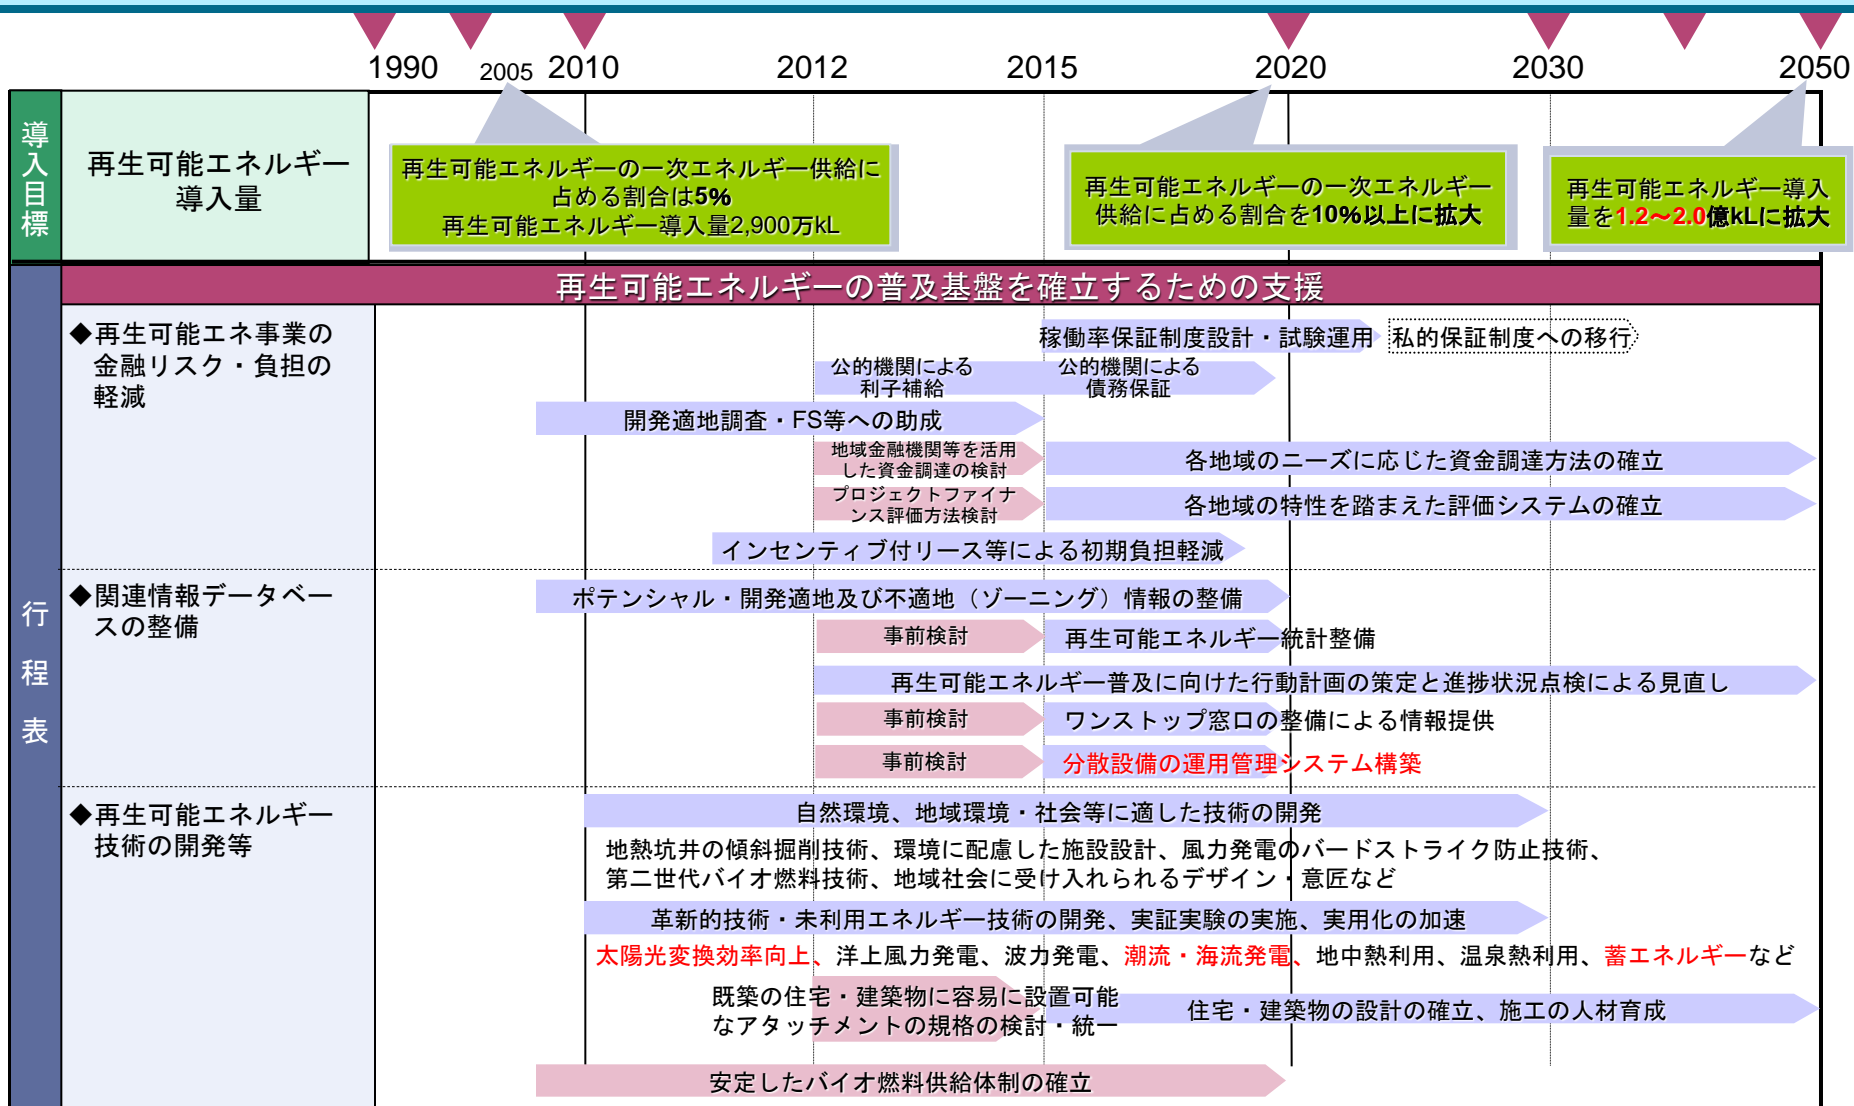 1990 2005 2010 2012 2015 2020 2030 2050
導入目標
再生可能エネルギー
導入量
再生可能エネルギーの一次エネルギー供給に
占める割合は5%
再生可能エネルギー導入量2,900万kL
再生可能エネルギーの一次エネルギー
供給に占める割合を10%以上に拡大
再生可能エネルギー導入
量を1.2～2.0億kLに拡大
行程表
再生可能エネルギーの普及基盤を確立するための支援
◆再生可能エネ事業の
金融リスク・負担の
軽減
稼働率保証制度設計・試験運用
私的保証制度への移行
公的機関による
利子補給
公的機関による
債務保証
開発適地調査・FS等への助成
地域金融機関等を活用
した資金調達の検討
各地域のニーズに応じた資金調達方法の確立
プロジェクトファイナ
ンス評価方法検討
各地域の特性を踏まえた評価システムの確立
インセンティブ付リース等による初期負担軽減
◆関連情報データベー
スの整備
ポテンシャル・開発適地及び不適地（ゾーニング）情報の整備
事前検討
再生可能エネルギー統計整備
再生可能エネルギー普及に向けた行動計画の策定と進捗状況点検による見直し
事前検討
ワンストップ窓口の整備による情報提供
事前検討
分散設備の運用管理システム構築
◆再生可能エネルギー
技術の開発等
自然環境、地域環境・社会等に適した技術の開発
地熱坑井の傾斜掘削技術、環境に配慮した施設設計、風力発電のバードストライク防止技術、
第二世代バイオ燃料技術、地域社会に受け入れられるデザイン・意匠など
革新的技術・未利用エネルギー技術の開発、実証実験の実施、実用化の加速
太陽光変換効率向上、洋上風力発電、波力発電、潮流・海流発電、地中熱利用、温泉熱利用、蓄エネルギーなど
既築の住宅・建築物に容易に設置可能
なアタッチメントの規格の検討・統一
住宅・建築物の設計の確立、施工の人材育成
安定したバイオ燃料供給体制の確立